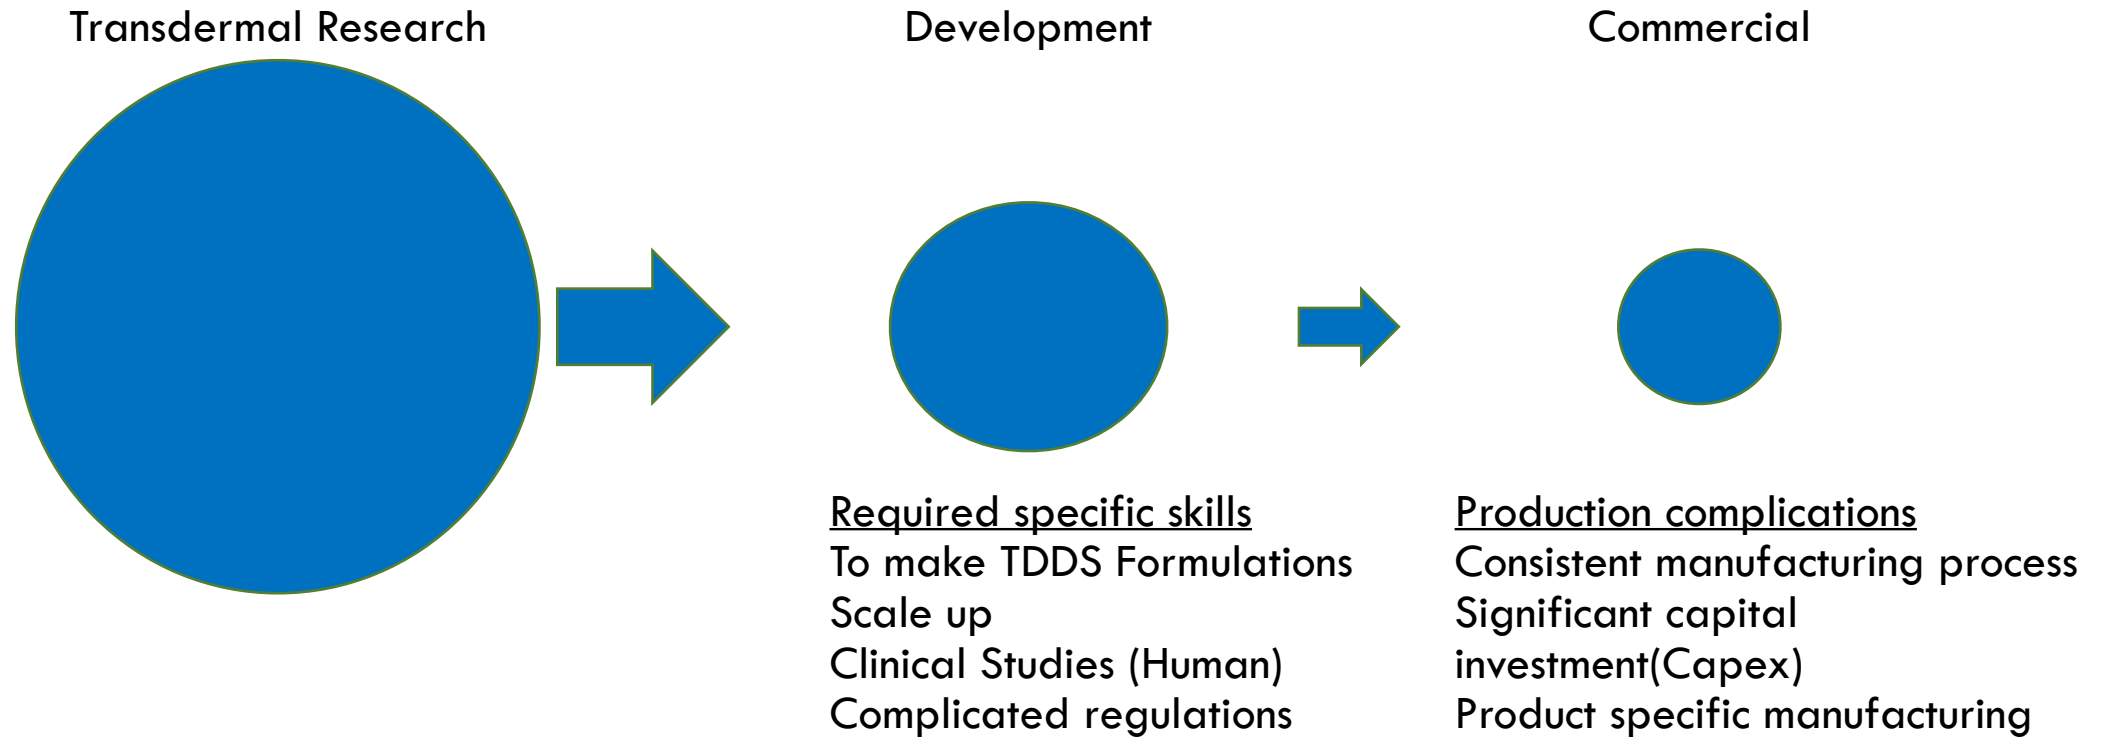 Transdermal Research
Development
Commercial
Required specific skills
To make TDDS Formulations
Scale up
Clinical Studies (Human)
Complicated regulations
Production complications
Consistent manufacturing process
Significant capital
investment(Capex)
Product specific manufacturing